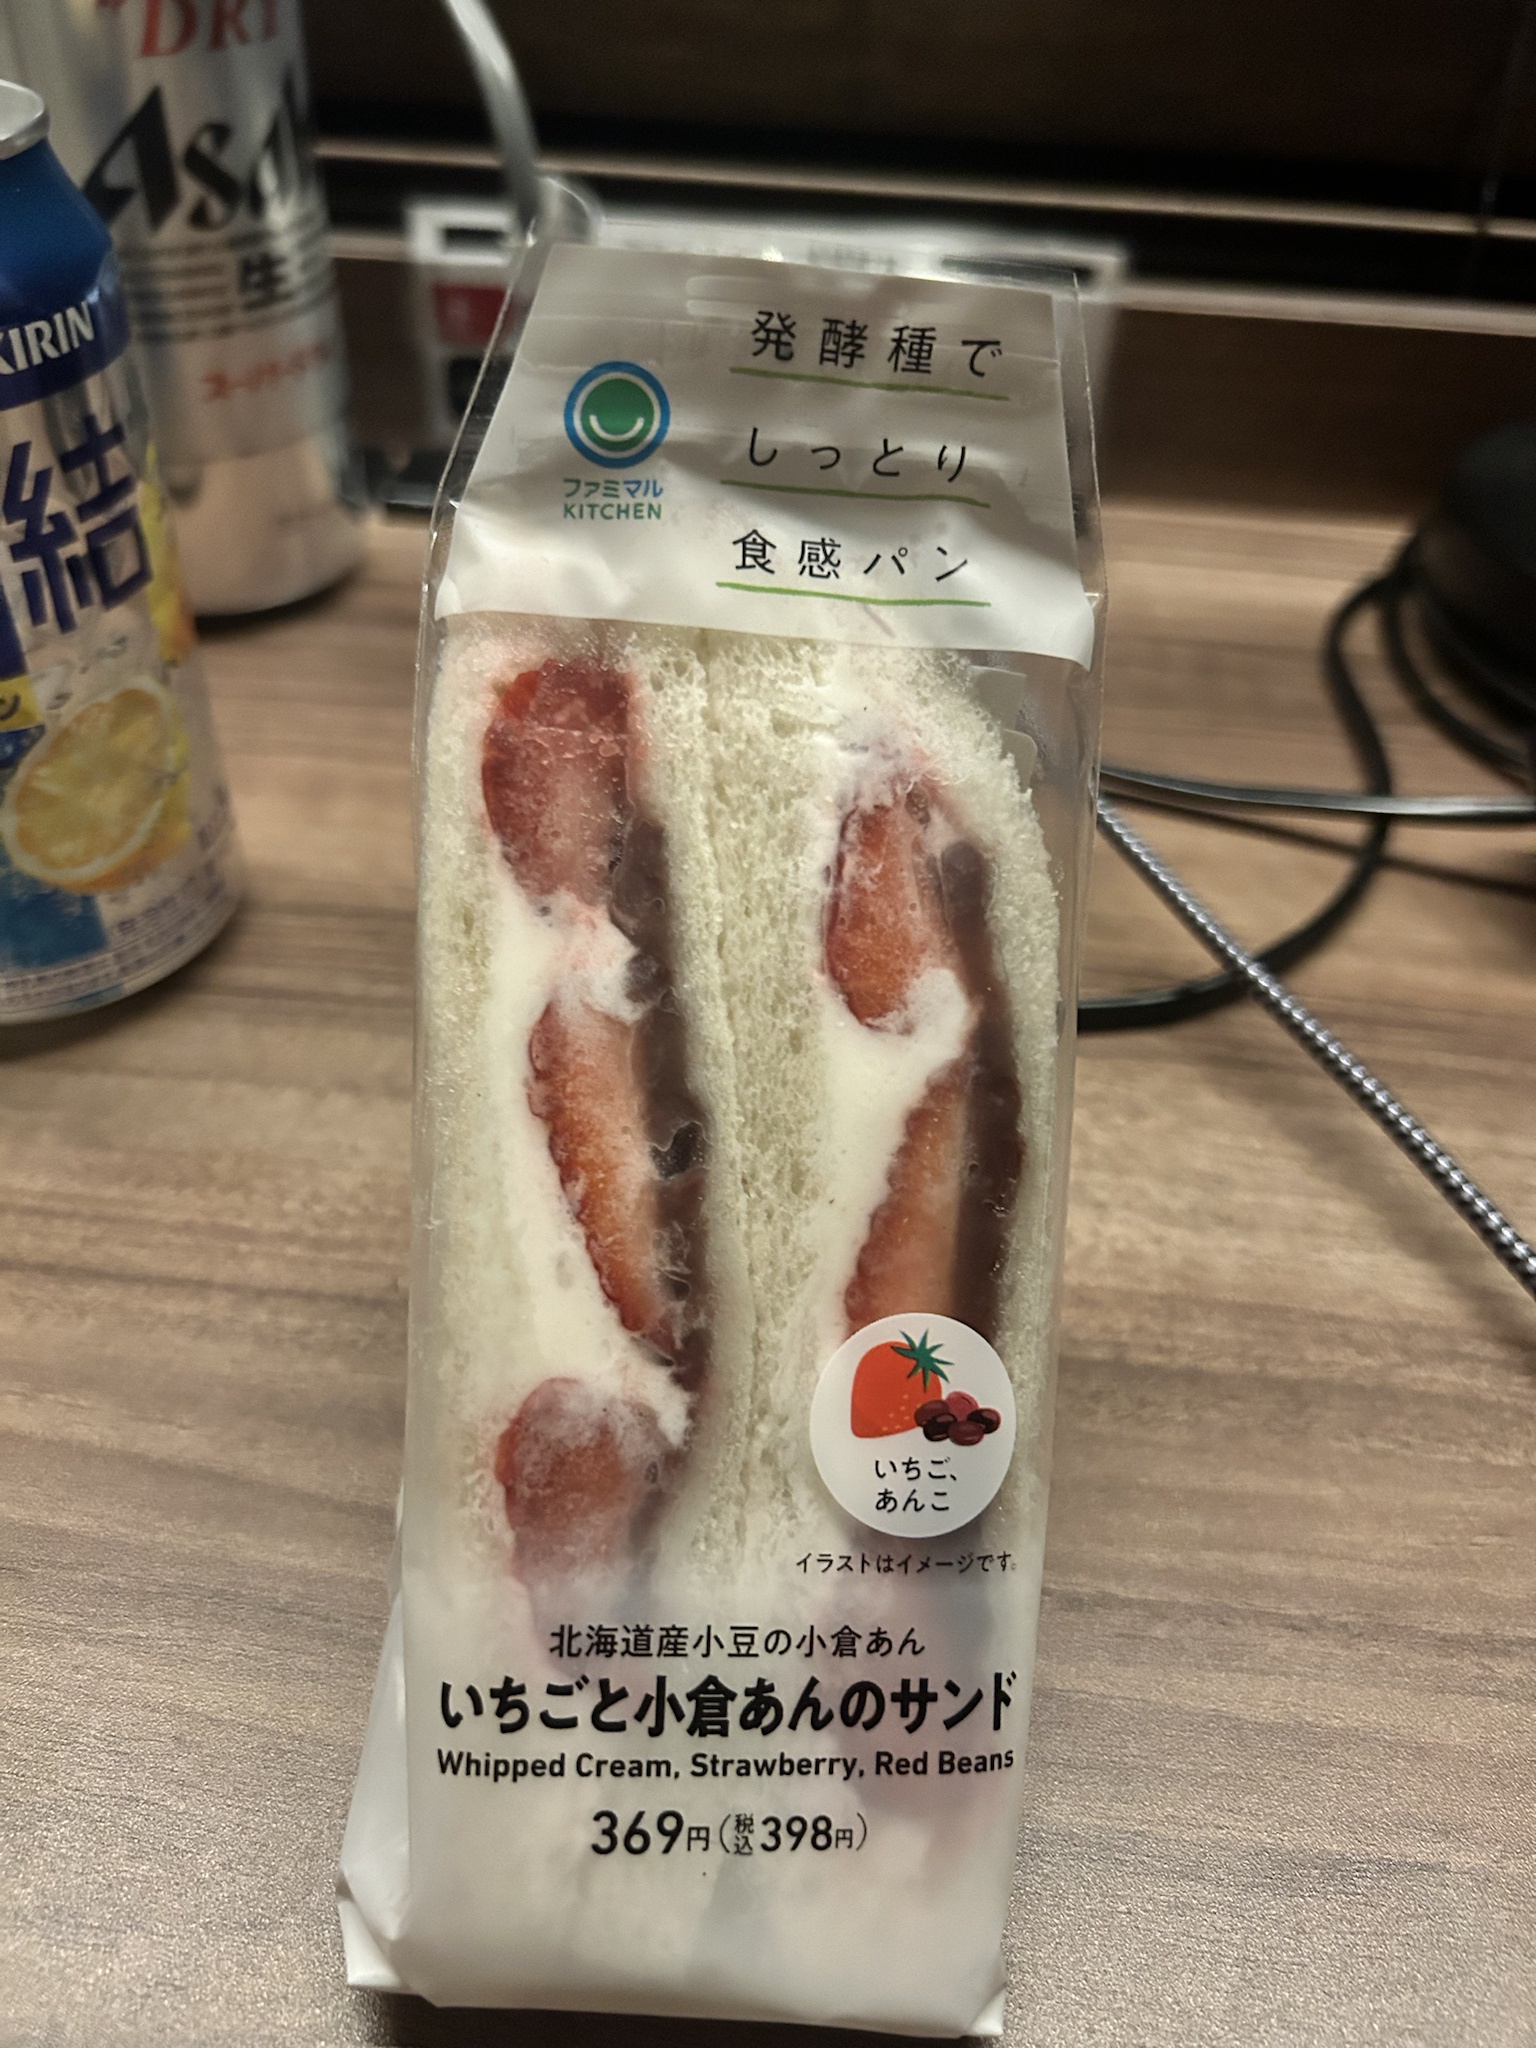 DRY
Asahi
生
KIRIN
結
発酵種で
しっとり
食感パン
ファミマル
KITCHEN
いちご、
あんこ
イラストはイメージです。
北海道産小豆の小倉あん
いちごと小倉あんのサンド
Whipped Cream, Strawberry, Red Beans
369円(税込398円)